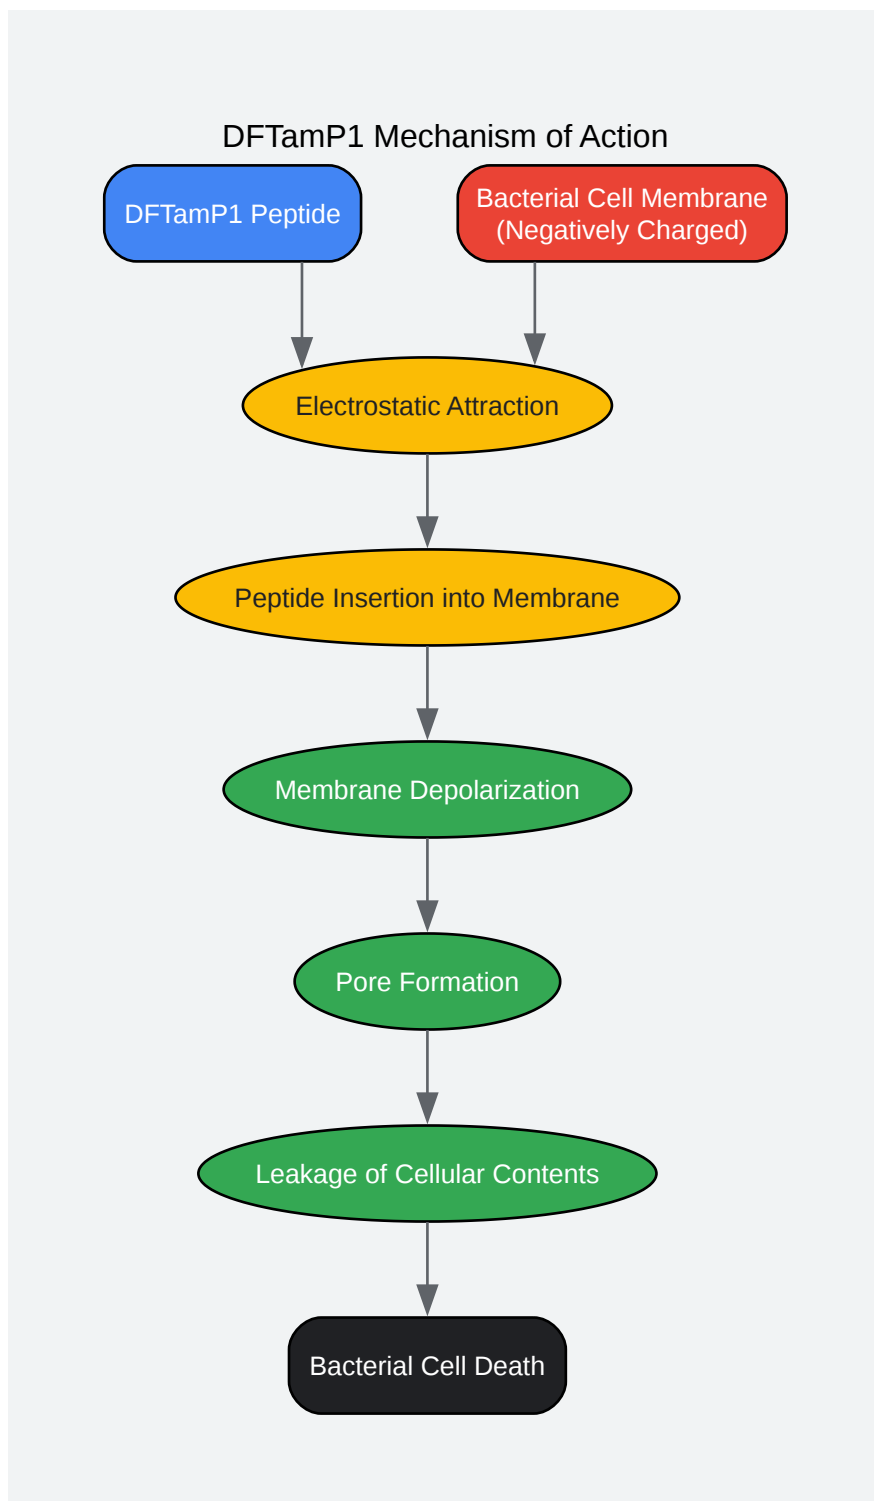 DFTamP1 Mechanism of Action
DFTamP1 Peptide
Bacterial Cell Membrane
(Negatively Charged)
Electrostatic Attraction
Peptide Insertion into Membrane
Membrane Depolarization
Pore Formation
Leakage of Cellular Contents
Bacterial Cell Death